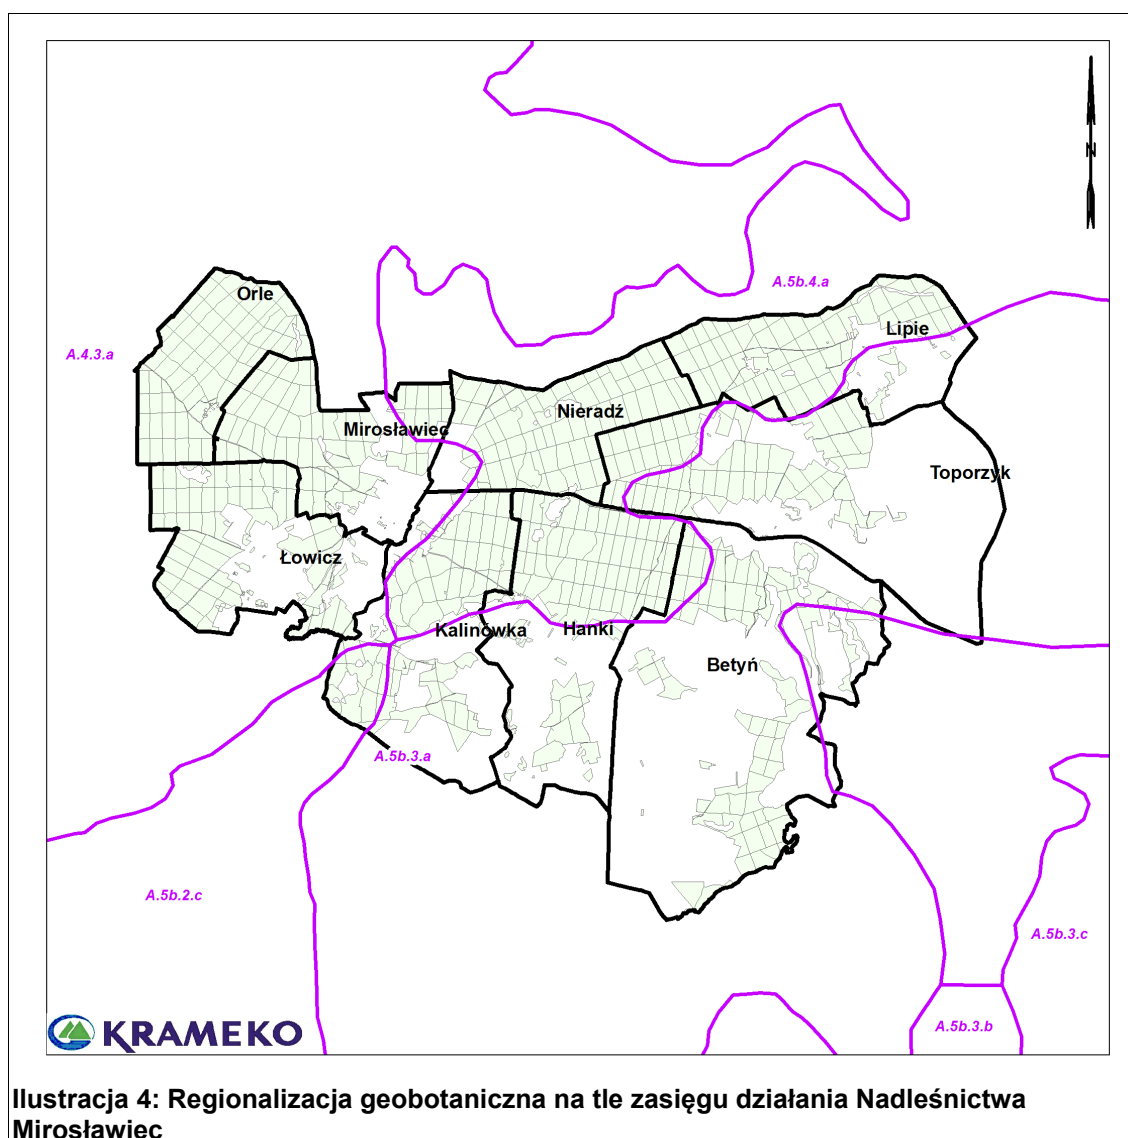 N
A.5b.4.a
Orle
Lipie
A.4.3.a
Nieradź
Mirosławiec
Toporzyk
Łowicz
Kalinówka
Hanki
Betyń
A.5b.3.a
A.5b.2.c
A.5b.3.c
A.5b.3.b
KRAMEKO
Ilustracja 4: Regionalizacja geobotaniczna na tle zasięgu działania Nadleśnictwa
Mirosławiec